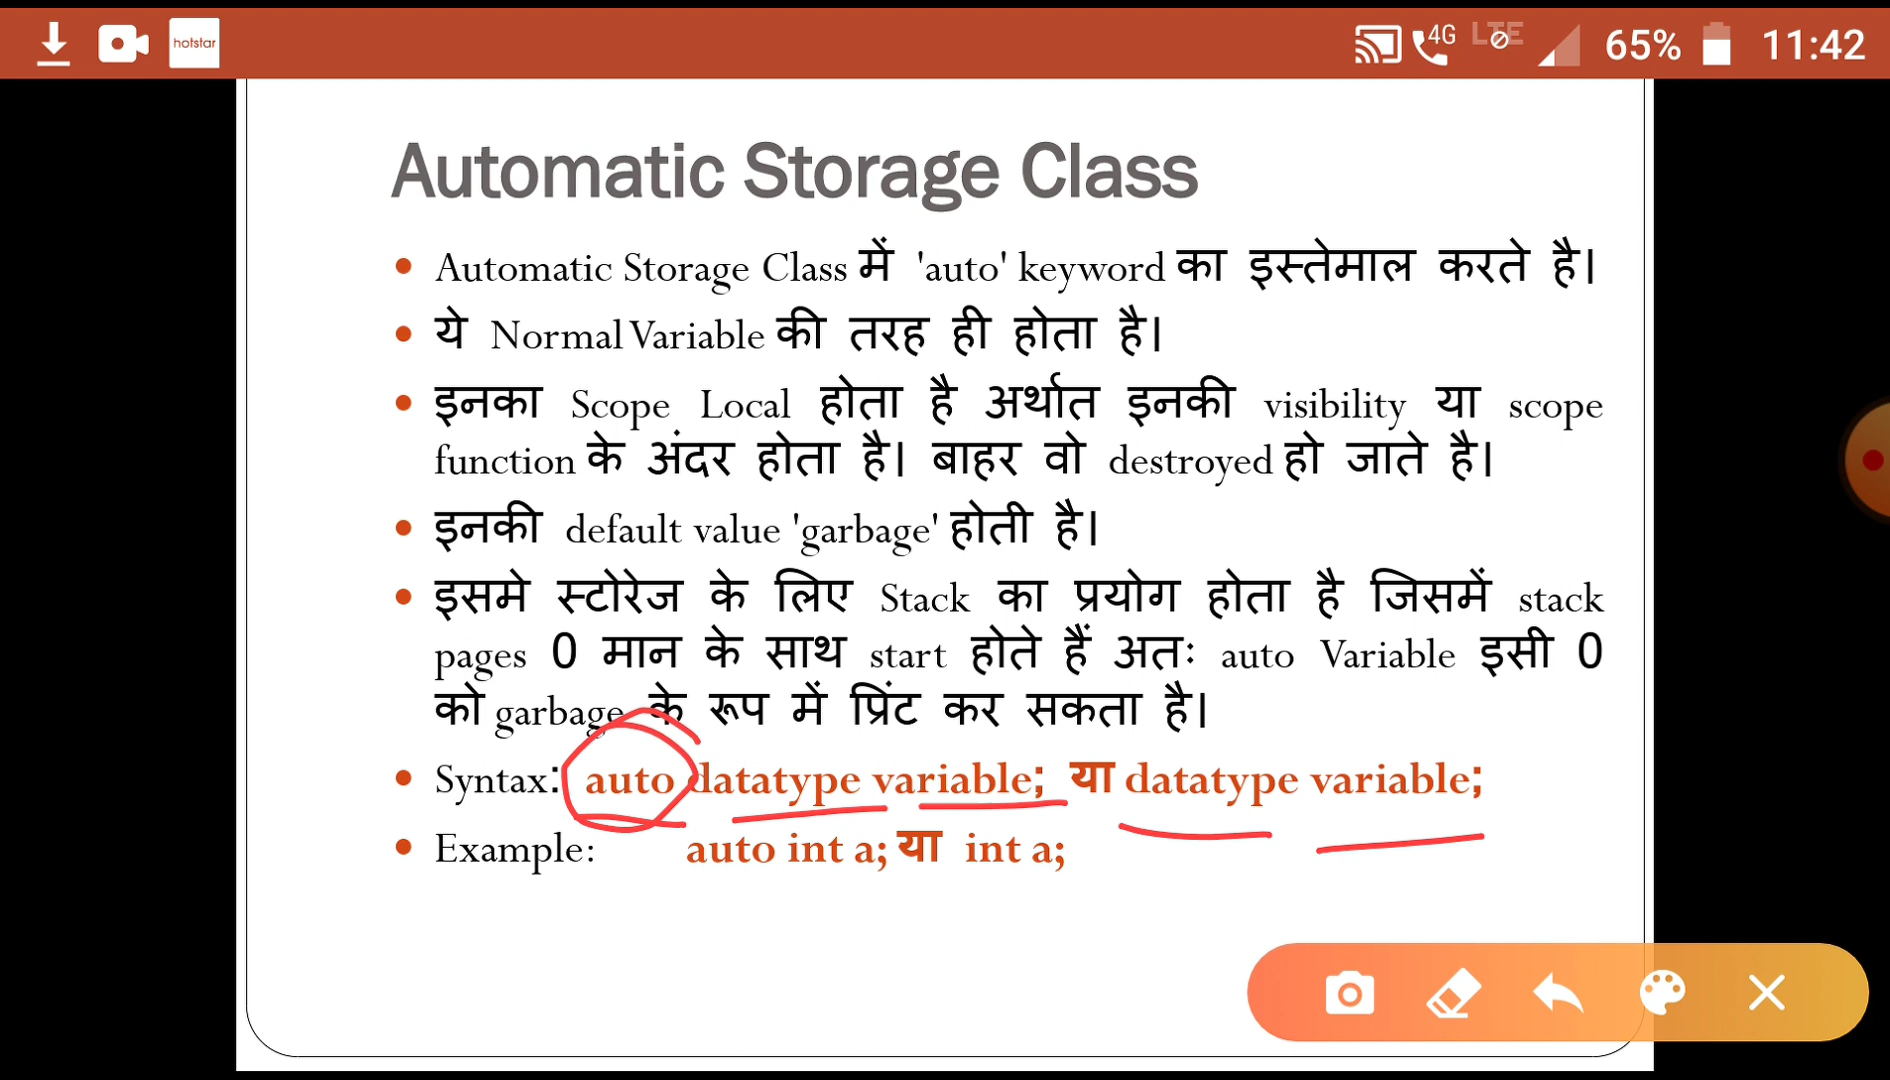 hotstar 4G LTE 65% 11:42
Automatic Storage Class
• Automatic Storage Class में 'auto' keyword का इस्तेमाल करते है।
• ये Normal Variable की तरह ही होता है।
• इनका Scope Local होता है अर्थात इनकी visibility या scope
function के अंदर होता है। बाहर वो destroyed हो जाते है।
• इनकी default value 'garbage' होती है।
• इसमे स्टोरेज के लिए Stack का प्रयोग होता है जिसमें stack
pages 0 मान के साथ start होते हैं अतः auto Variable इसी 0
को garbage के रूप में प्रिंट कर सकता है।
• Syntax: auto datatype variable; या datatype variable;
• Example: auto int a; या int a;